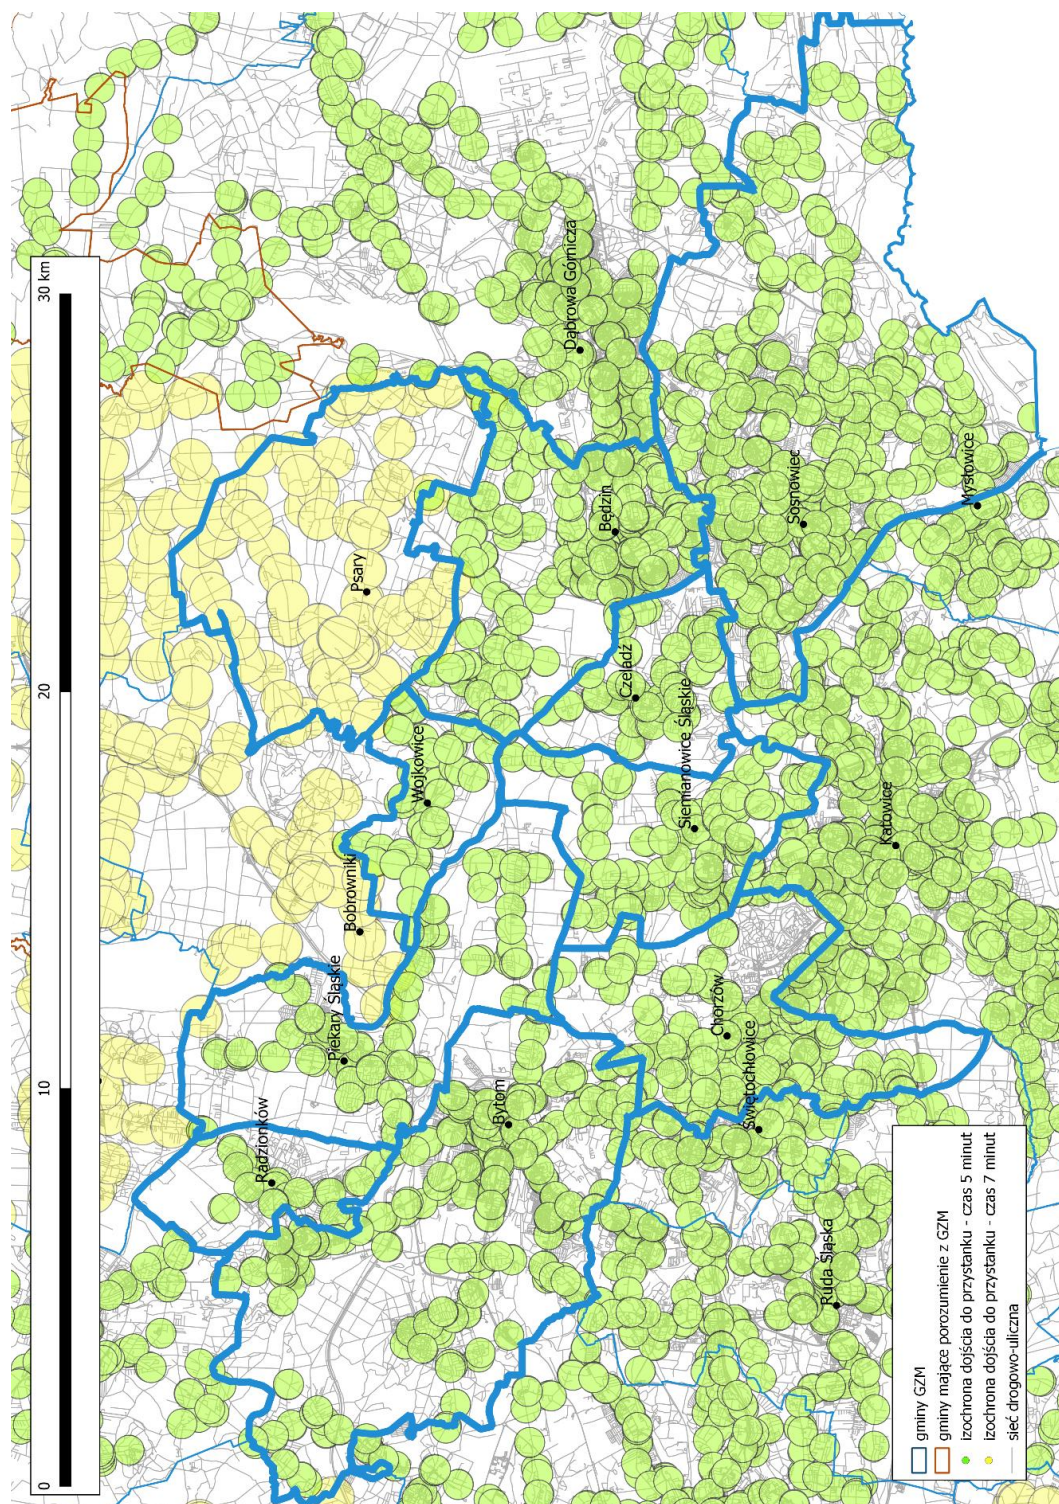 0
10
20
30 km
Radzionków
Piekary Śląskie
Bobrowniki
Psary
Wojkowice
Bytom
Dąbrowa Górnicza
Będzin
Czeladź
Siemianowice Śląskie
Chorzów
Świętochłowice
Sosnowiec
Ruda Śląska
Katowice
Mysłowice
gminy GZM
gminy mające porozumienie z GZM
izochrona dojścia do przystanku - czas 5 minut
izochrona dojścia do przystanku - czas 7 minut
sieć drogowo-uliczna